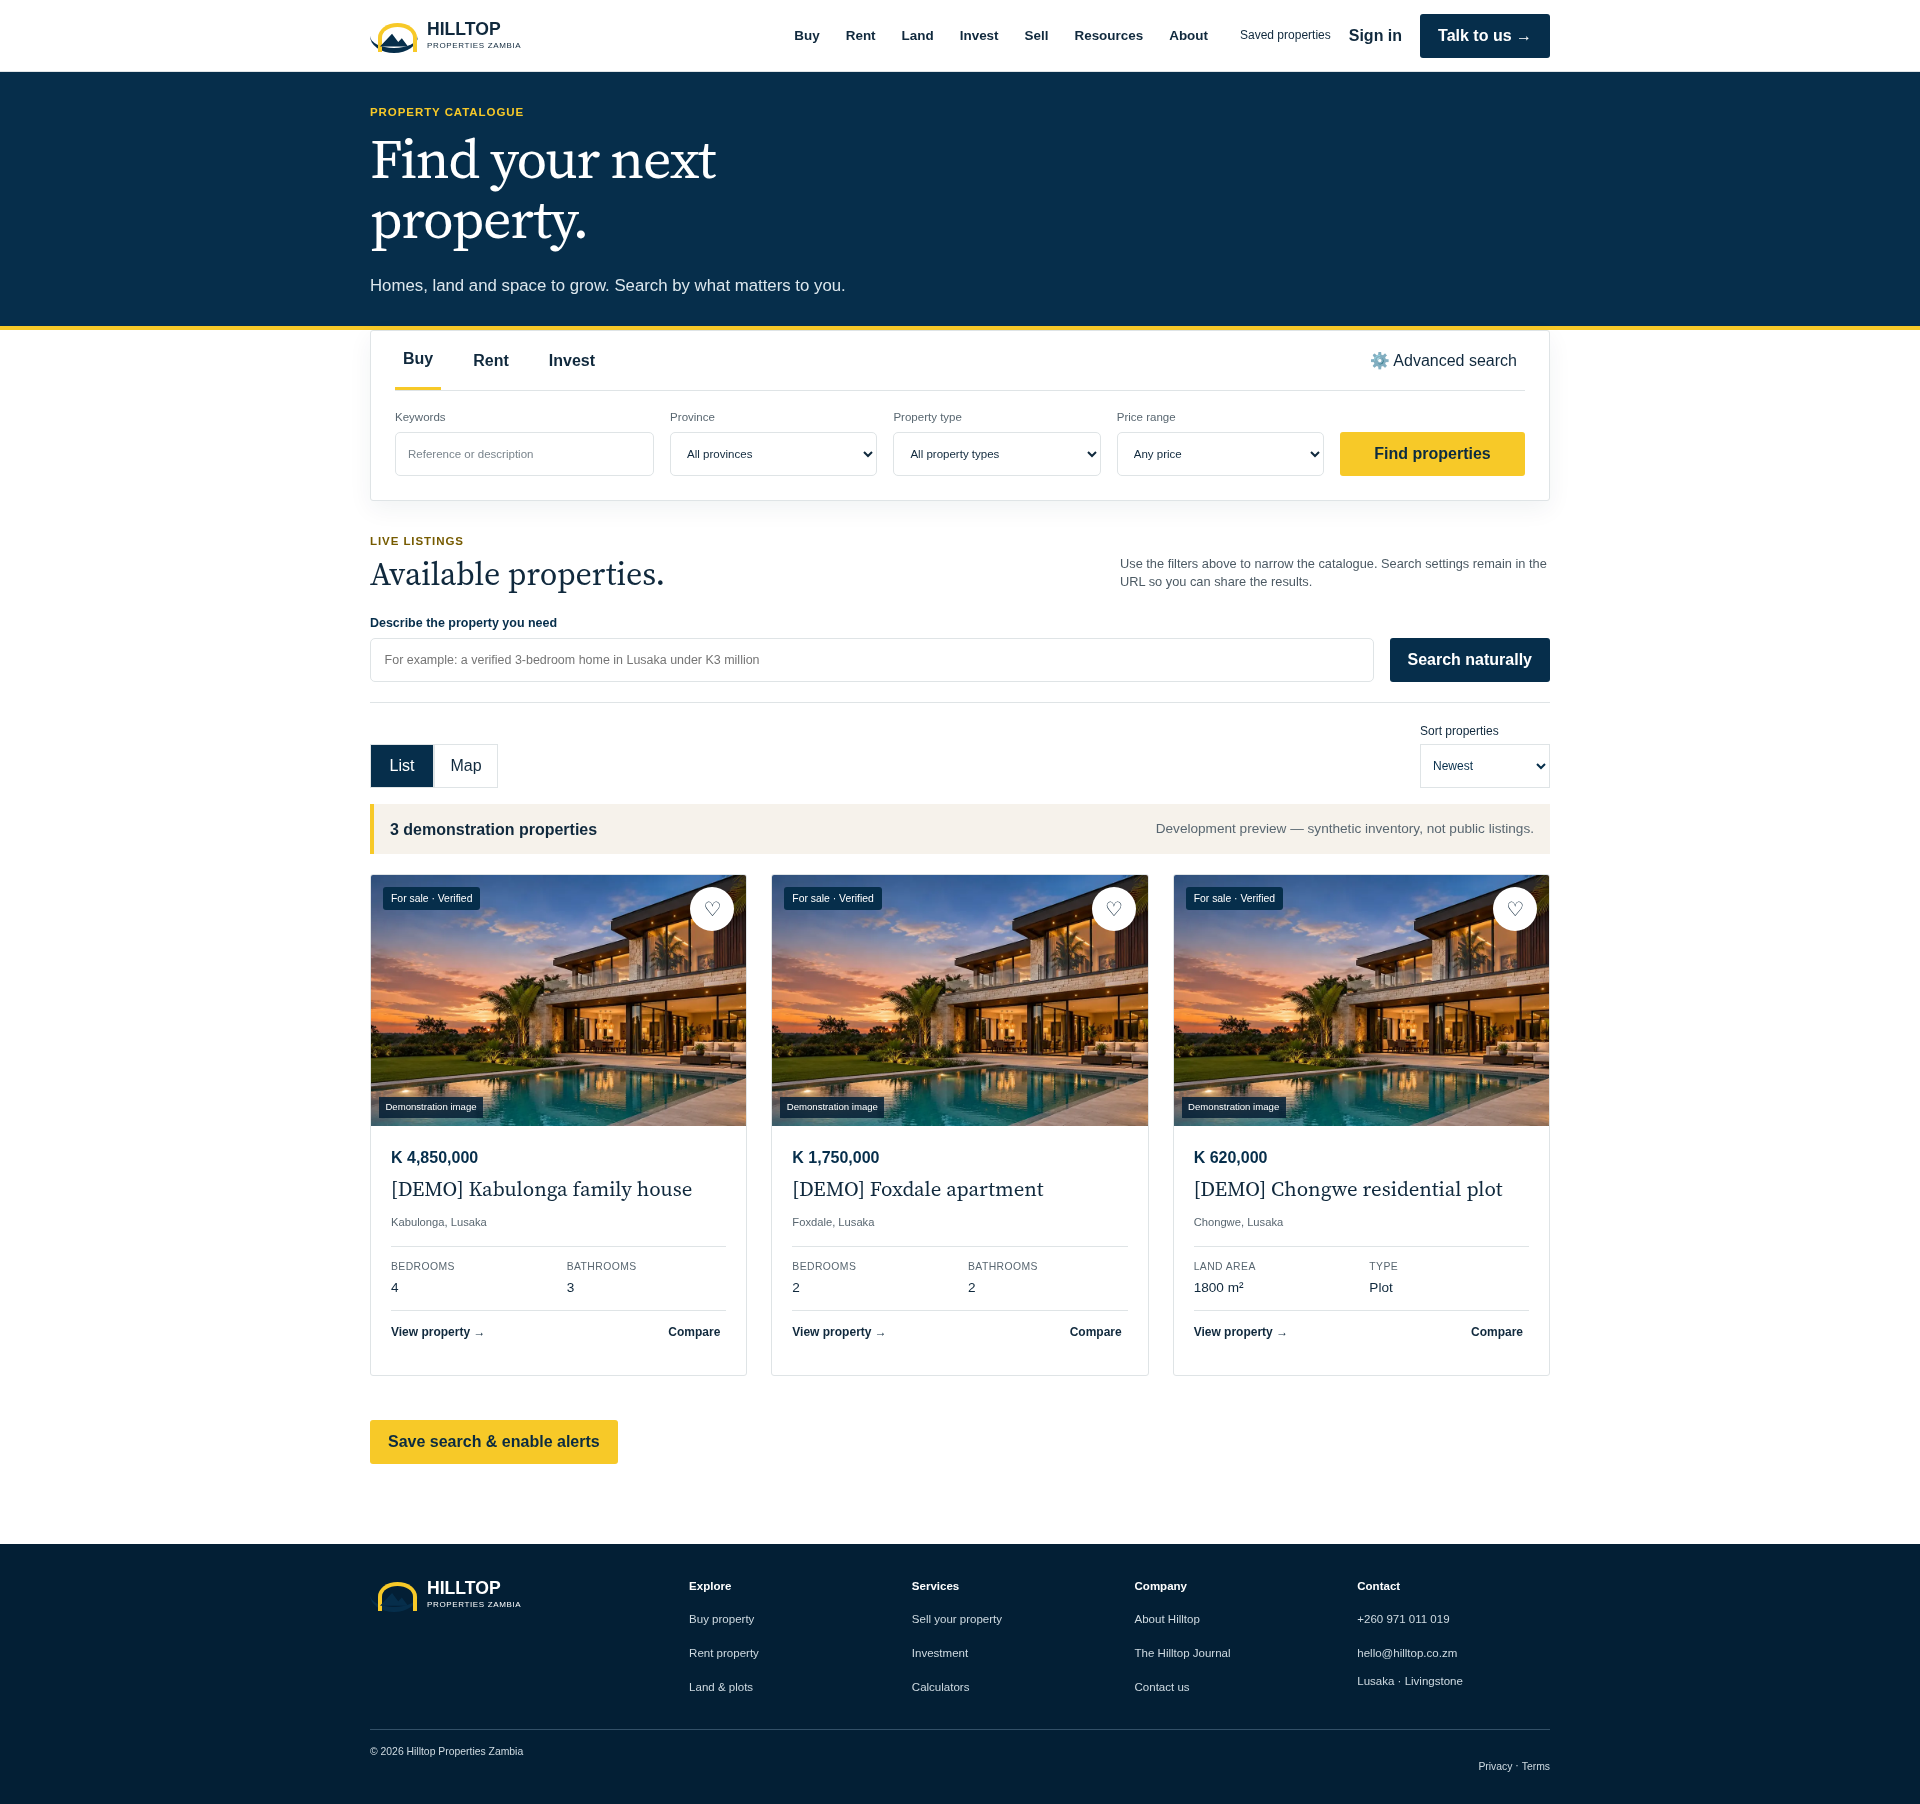 HILLTOP
PROPERTIES ZAMBIA
Buy Rent Land Invest Sell Resources About Saved properties Sign in Talk to us →
PROPERTY CATALOGUE
Find your next
property.
Homes, land and space to grow. Search by what matters to you.
Buy Rent Invest ⚙️ Advanced search
Keywords Province Property type Price range
Reference or description All provinces All property types Any price Find properties
LIVE LISTINGS
Available properties.
Use the filters above to narrow the catalogue. Search settings remain in the
URL so you can share the results.
Describe the property you need
For example: a verified 3-bedroom home in Lusaka under K3 million Search naturally
Sort properties
List Map Newest
3 demonstration properties Development preview — synthetic inventory, not public listings.
For sale · Verified ♡ For sale · Verified ♡ For sale · Verified ♡
Demonstration image Demonstration image Demonstration image
K 4,850,000 K 1,750,000 K 620,000
[DEMO] Kabulonga family house [DEMO] Foxdale apartment [DEMO] Chongwe residential plot
Kabulonga, Lusaka Foxdale, Lusaka Chongwe, Lusaka
BEDROOMS BATHROOMS BEDROOMS BATHROOMS LAND AREA TYPE
4 3 2 2 1800 m² Plot
View property → Compare View property → Compare View property → Compare
Save search & enable alerts
HILLTOP
PROPERTIES ZAMBIA
Explore Services Company Contact
Buy property Sell your property About Hilltop +260 971 011 019
Rent property Investment The Hilltop Journal hello@hilltop.co.zm
Land & plots Calculators Contact us Lusaka · Livingstone
© 2026 Hilltop Properties Zambia
Privacy · Terms